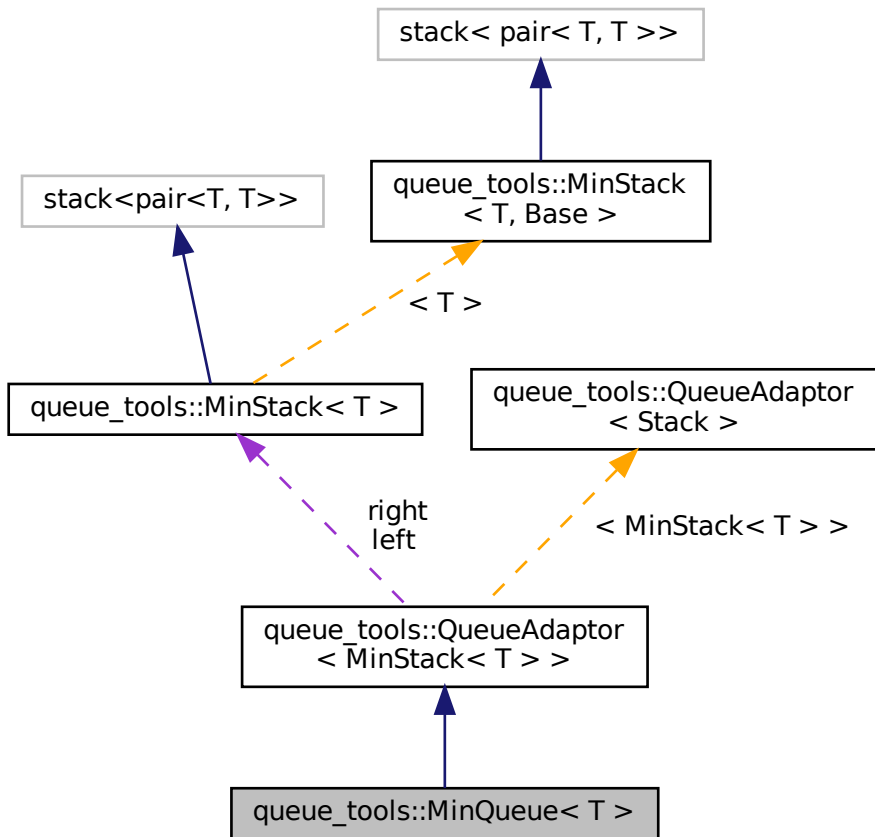 stack< pair< T, T >>
queue_tools::MinStack
< T, Base >
stack<pair<T, T>>
< T >
queue_tools::MinStack< T >
queue_tools::QueueAdaptor
< Stack >
right
left
< MinStack< T > >
queue_tools::QueueAdaptor
< MinStack< T > >
queue_tools::MinQueue< T >